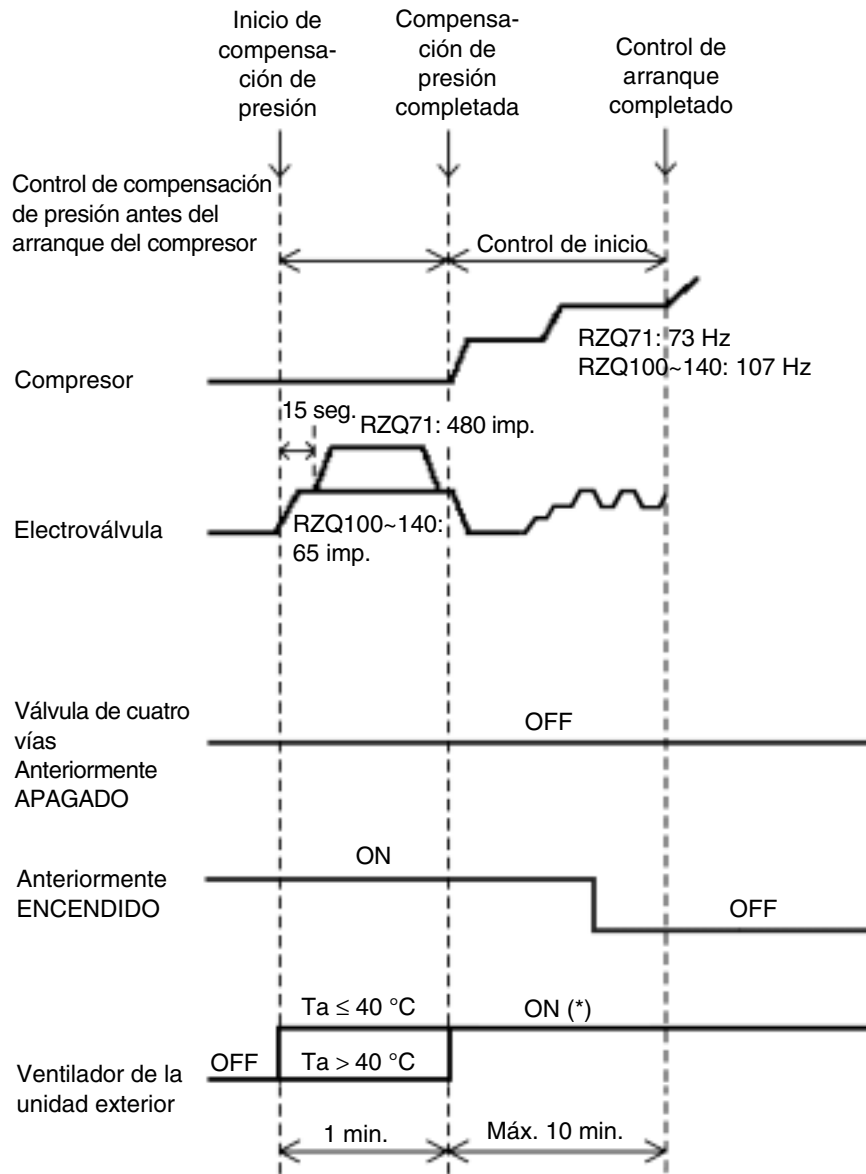 Inicio de
compensa-
ción de
presión
Compensa-
ción de
presión
completada
Control de
arranque
completado
Control de compensación
de presión antes del
arranque del compresor
Control de inicio
RZQ71: 73 Hz
RZQ100~140: 107 Hz
Compresor
15 seg.
RZQ71: 480 imp.
Electroválvula
RZQ100~140:
65 imp.
Válvula de cuatro
vías
Anteriormente
APAGADO
OFF
ON
Anteriormente
ENCENDIDO
OFF
Ta ≤ 40 °C
ON (*)
OFF
Ta > 40 °C
Ventilador de la
unidad exterior
1 min.
Máx. 10 min.